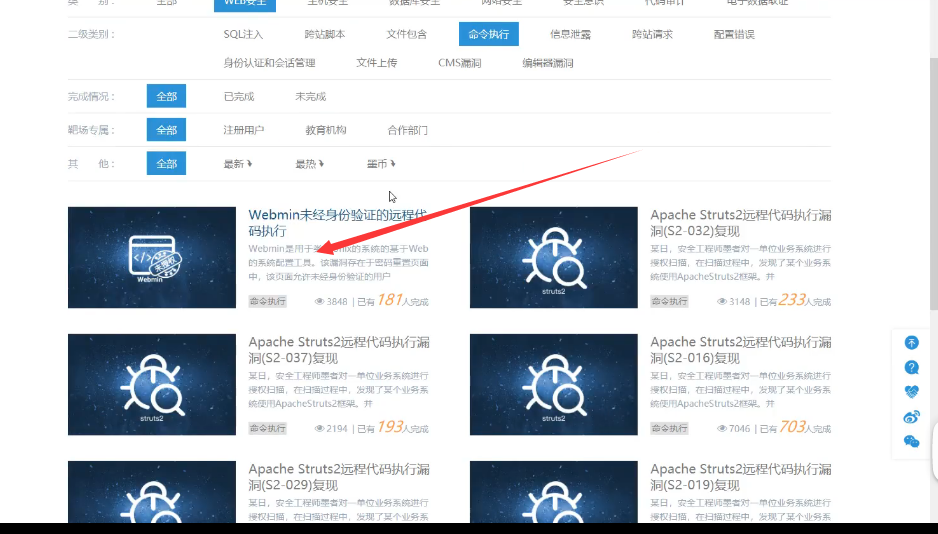 类 别： 全部 WEB安全 主机安全 数据库安全 网络安全 安全意识 代码审计 电子数据取证
二级类别： SQL注入 跨站脚本 文件包含 命令执行 信息泄露 跨站请求 配置错误
身份认证和会话管理 文件上传 CMS漏洞 编辑器漏洞
完成情况： 全部 已完成 未完成
靶场专属： 全部 注册用户 教育机构 合作部门
其 他： 全部 最新 最热 墨币
Webmin未经身份验证的远程代
码执行
Webmin是用于类 的系统的基于Web
的系统配置工具。该漏洞存在于密码重置页面
中，该页面允许未经身份验证的用户
命令执行 3848 | 已有181人完成
</> 未授权
Webmin
Apache Struts2远程代码执行漏
洞(S2-032)复现
某日，安全工程师墨者对一单位业务系统进行
授权扫描，在扫描过程中，发现了某个业务系
统使用ApacheStruts2框架。并
命令执行 3148 | 已有233人完成
struts2
Apache Struts2远程代码执行漏
洞(S2-037)复现
某日，安全工程师墨者对一单位业务系统进行
授权扫描，在扫描过程中，发现了某个业务系
统使用ApacheStruts2框架。并
命令执行 2194 | 已有193人完成
struts2
Apache Struts2远程代码执行漏
洞(S2-016)复现
某日，安全工程师墨者对一单位业务系统进行
授权扫描，在扫描过程中，发现了某个业务系
统使用ApacheStruts2框架。并
命令执行 7046 | 已有703人完成
struts2
Apache Struts2远程代码执行漏
洞(S2-029)复现
某日，安全工程师墨者对一单位业务系统进行
授权扫描，在扫描过程中，发现了某个业务系
Apache Struts2远程代码执行漏
洞(S2-019)复现
某日，安全工程师墨者对一单位业务系统进行
授权扫描，在扫描过程中，发现了某个业务系